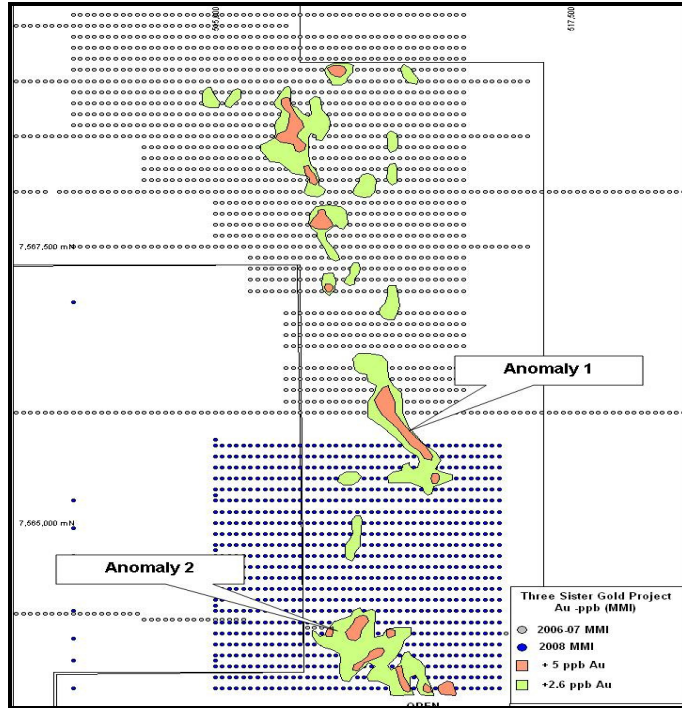 517,500
7,567,500 mN
Anomaly 1
7,565,000 mN
Anomaly 2
Three Sister Gold Project
Au -ppb (MMI)
2006-07 MMI
2008 MMI
+ 5 ppb Au
+2.6 ppb Au
OPEN